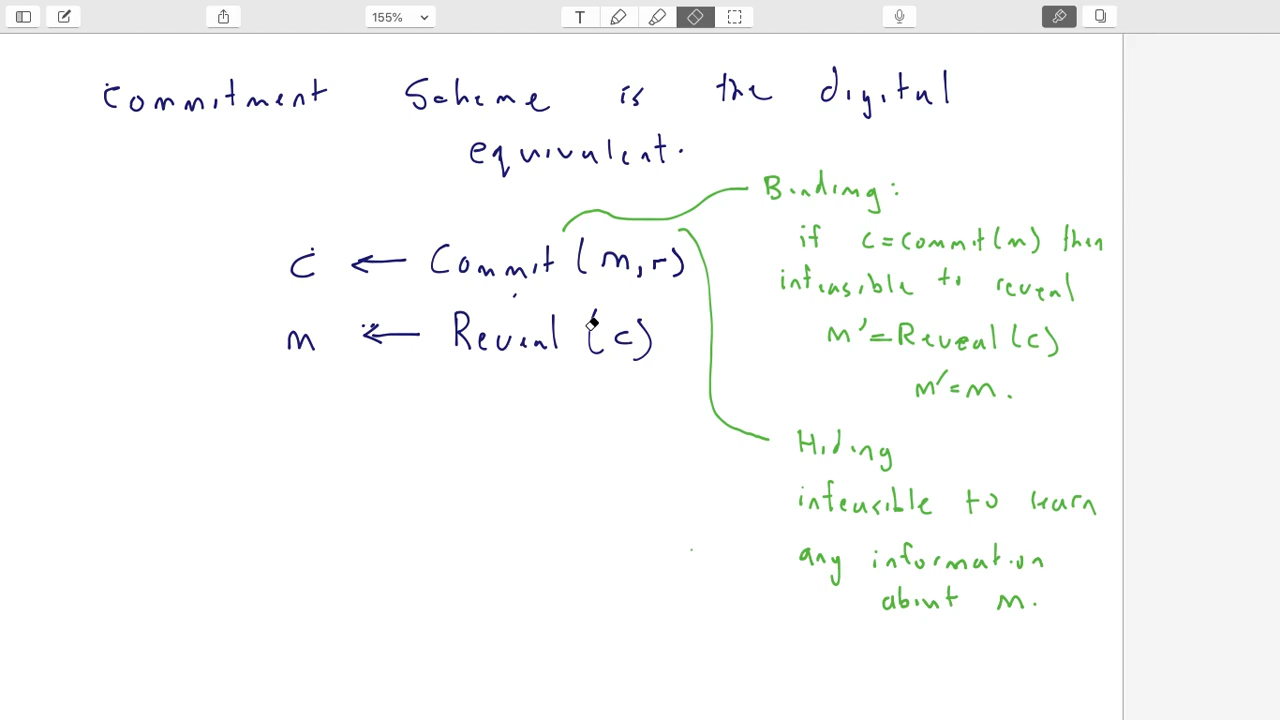 155%
T
Commitment Scheme is the digital
equivalent.
C ← Commit (m,r)
m ← Reveal (c)
Binding:
if c=commit(m) then
infeasible to reveal
m'=Reveal(c)
m'=m.
Hiding
infeasible to learn
any information
about m.